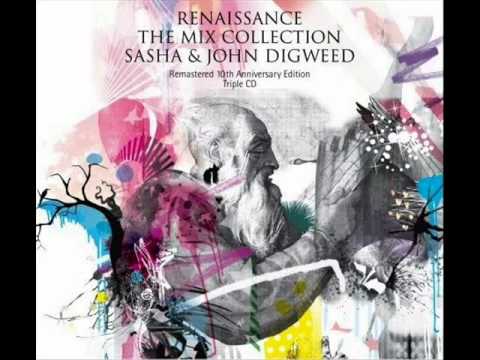 RENAISSANCE
THE MIX COLLECTION
SASHA & JOHN DIGWEED
Remastered 10th Anniversary Edition
Triple CD